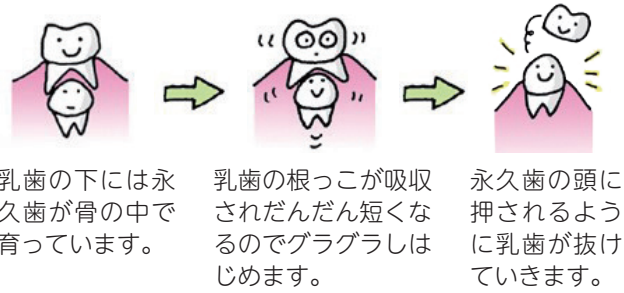 乳歯の下には永
久歯が骨の中で
育っています。
乳歯の根っこが吸収
されだんだん短くな
るのでグラグラしは
じめます。
永久歯の頭に
押されるよう
に乳歯が抜け
ていきます。